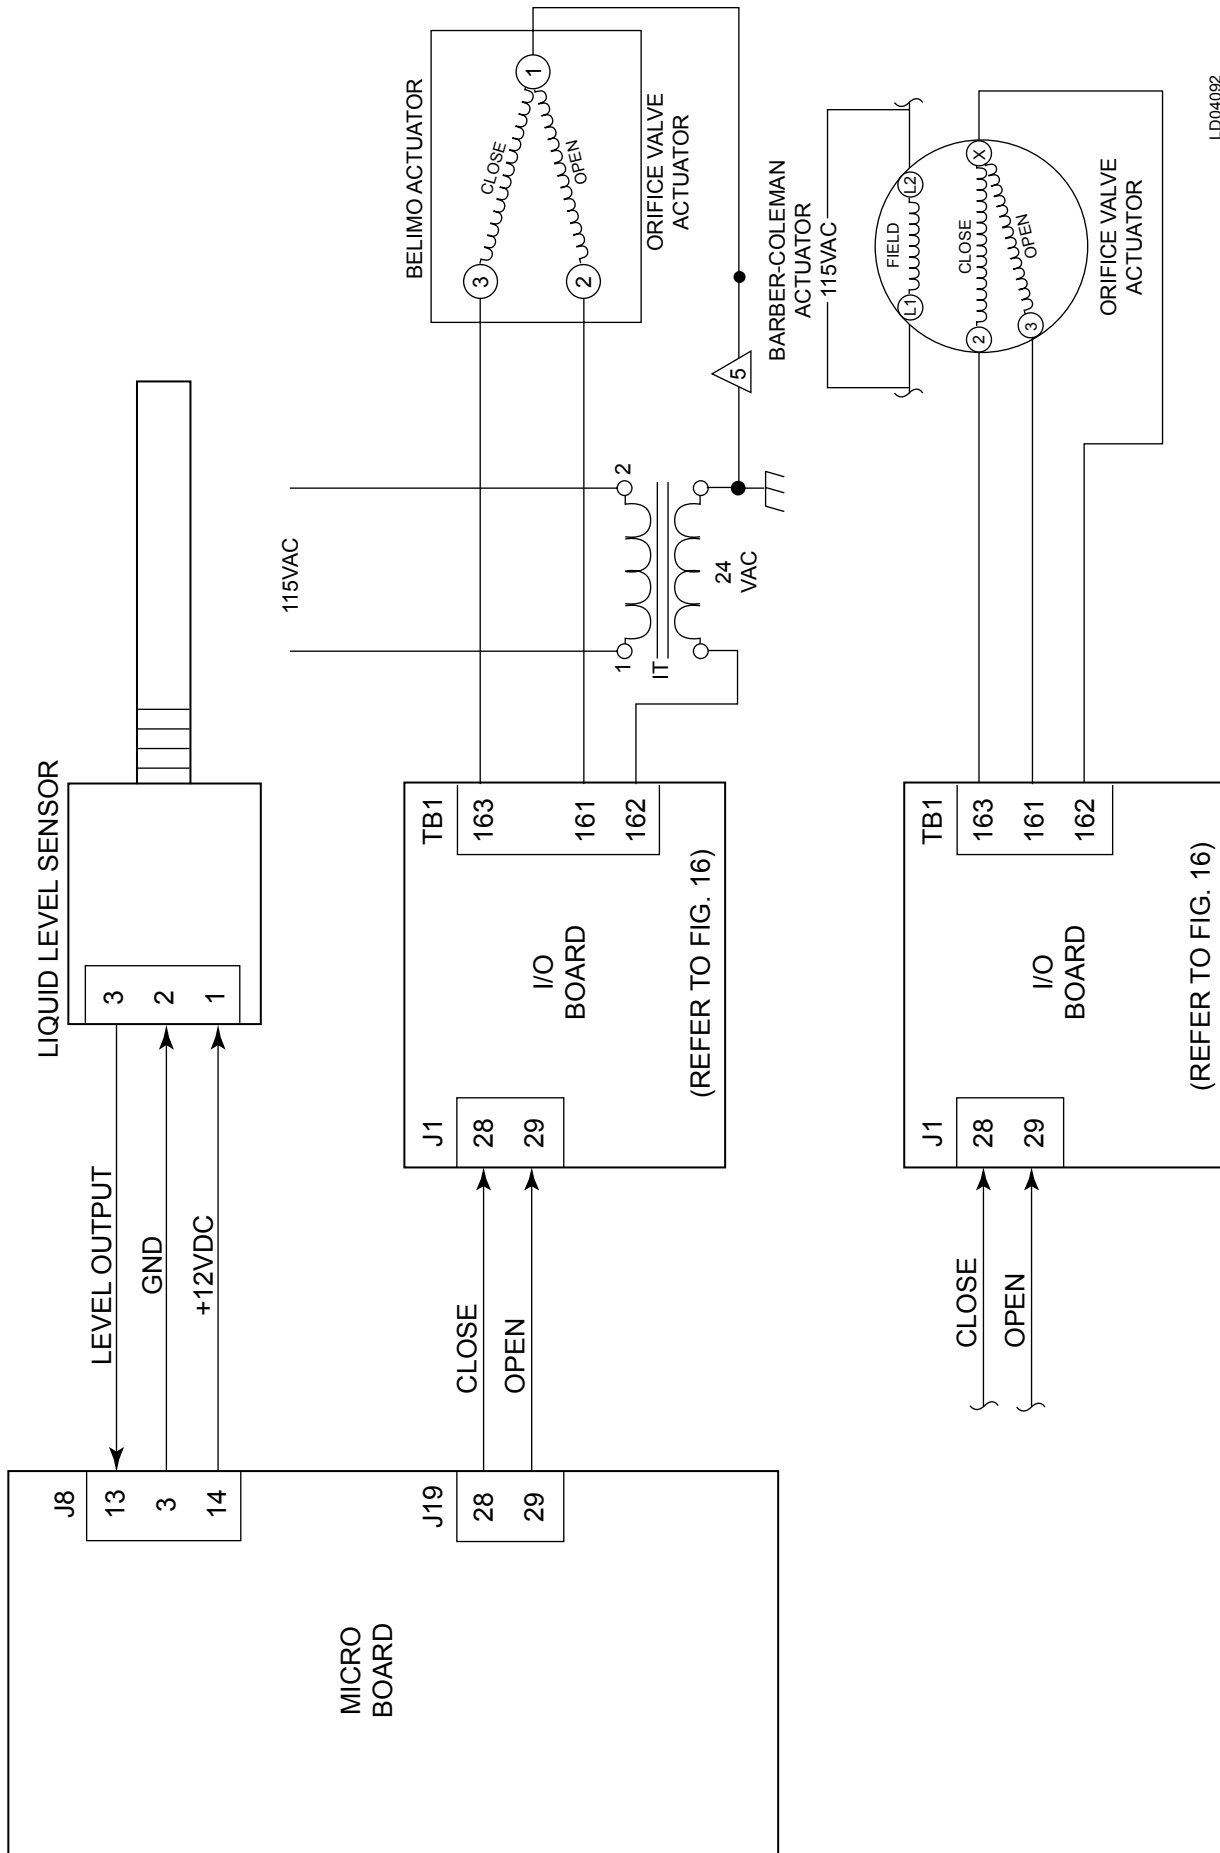 LIQUID LEVEL SENSOR
3
2
1
LEVEL OUTPUT
GND
+12VDC
J8
13
3
14
J19
28
29
MICRO
BOARD
CLOSE
OPEN
J1
28
29
I/O
BOARD
(REFER TO FIG. 16)
TB1
163
161
162
115VAC
1
2
IT
24
VAC
5
BELIMO ACTUATOR
3
2
1
CLOSE
OPEN
ORIFICE VALVE
ACTUATOR
BARBER-COLEMAN
ACTUATOR
115VAC
L1
L2
FIELD
2
3
X
CLOSE
OPEN
ORIFICE VALVE
ACTUATOR
CLOSE
OPEN
J1
28
29
I/O
BOARD
(REFER TO FIG. 16)
TB1
163
161
162
LD04092